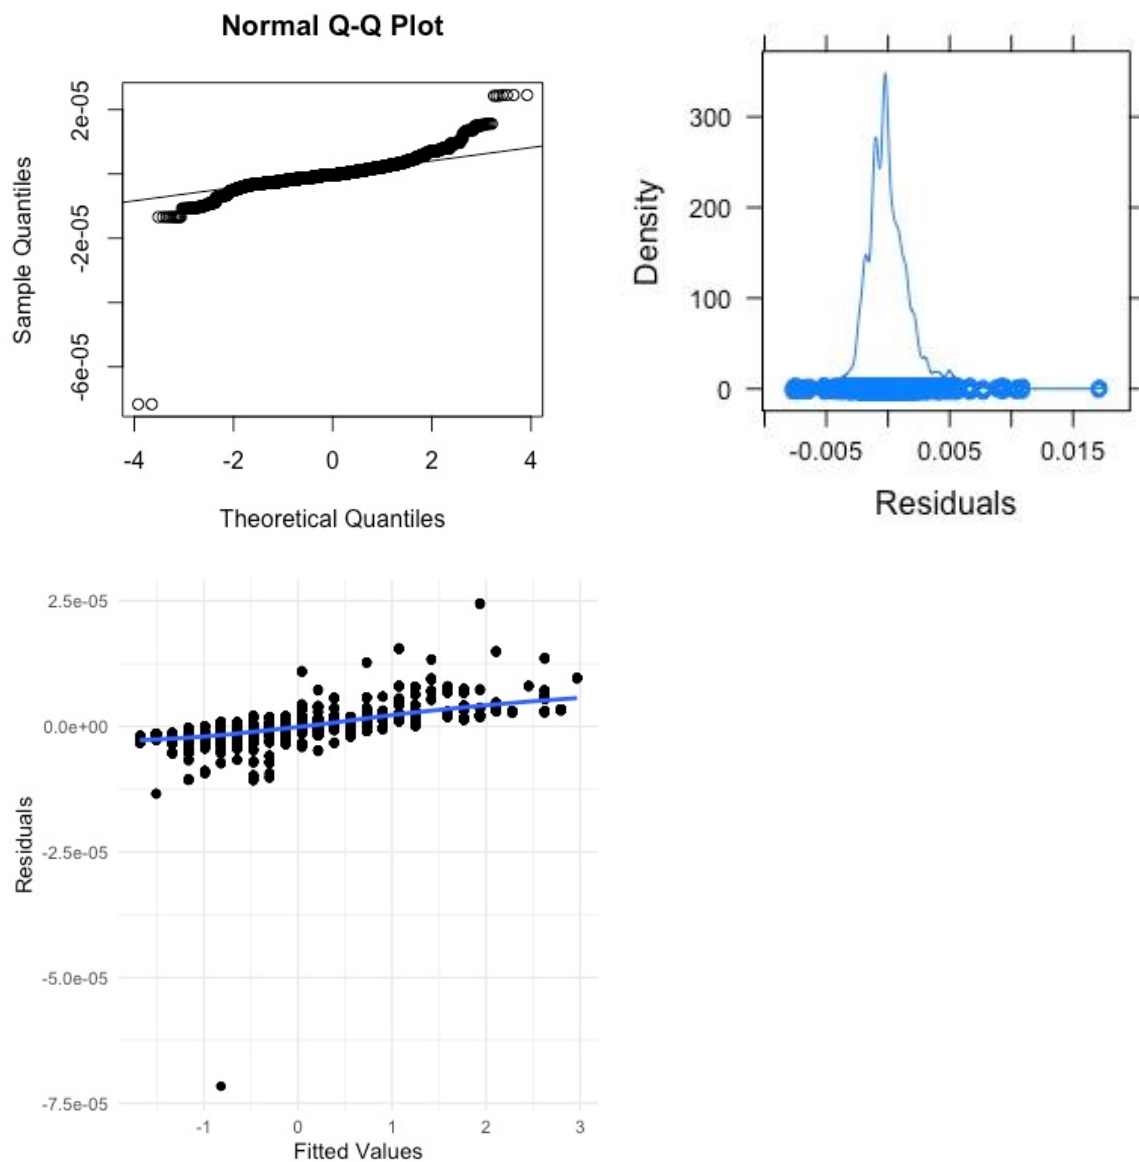 Normal Q-Q Plot
Sample Quantiles
2e-05
-2e-05
-6e-05
-4 -2 0 2 4
Theoretical Quantiles
Density
300
200
100
0
-0.005 0.005 0.015
Residuals
Residuals
2.5e-05
0.0e+00
-2.5e-05
-5.0e-05
-7.5e-05
-1 0 1 2 3
Fitted Values